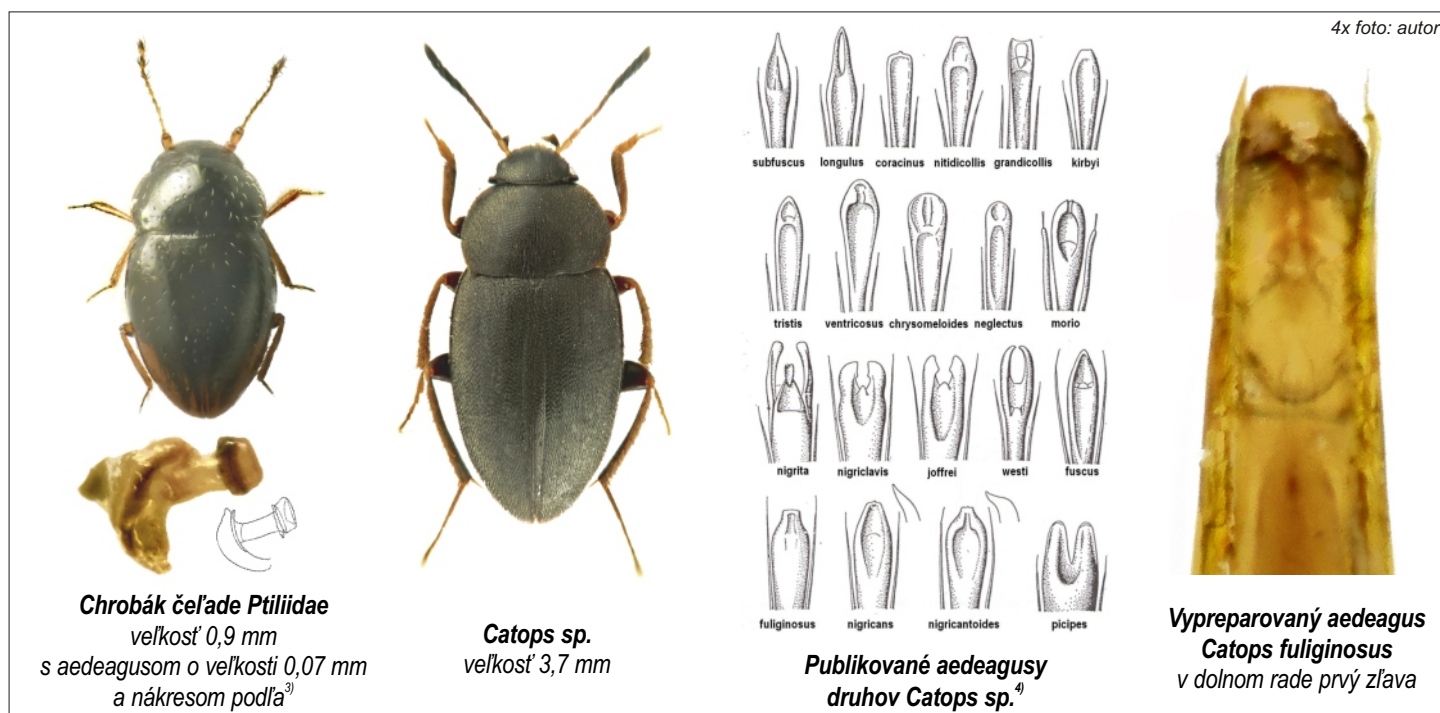 4x foto: autor
subfuscus longulus coracinus nitidicollis grandicollis kirbyi
tristis ventricosus chrysomeloides neglectus morio
nigrita nigriclavis joffrei westi fuscus
fuliginosus nigricans nigricantoides picipes
Chrobák čeľade Ptiliidae
veľkosť 0,9 mm
s aedeagusom o veľkosti 0,07 mm
a nákresom podľa³⁾
Catops sp.
veľkosť 3,7 mm
Publikované aedeagusy
druhov Catops sp.⁴⁾
Vypreparovaný aedeagus
Catops fuliginosus
v dolnom rade prvý zľava